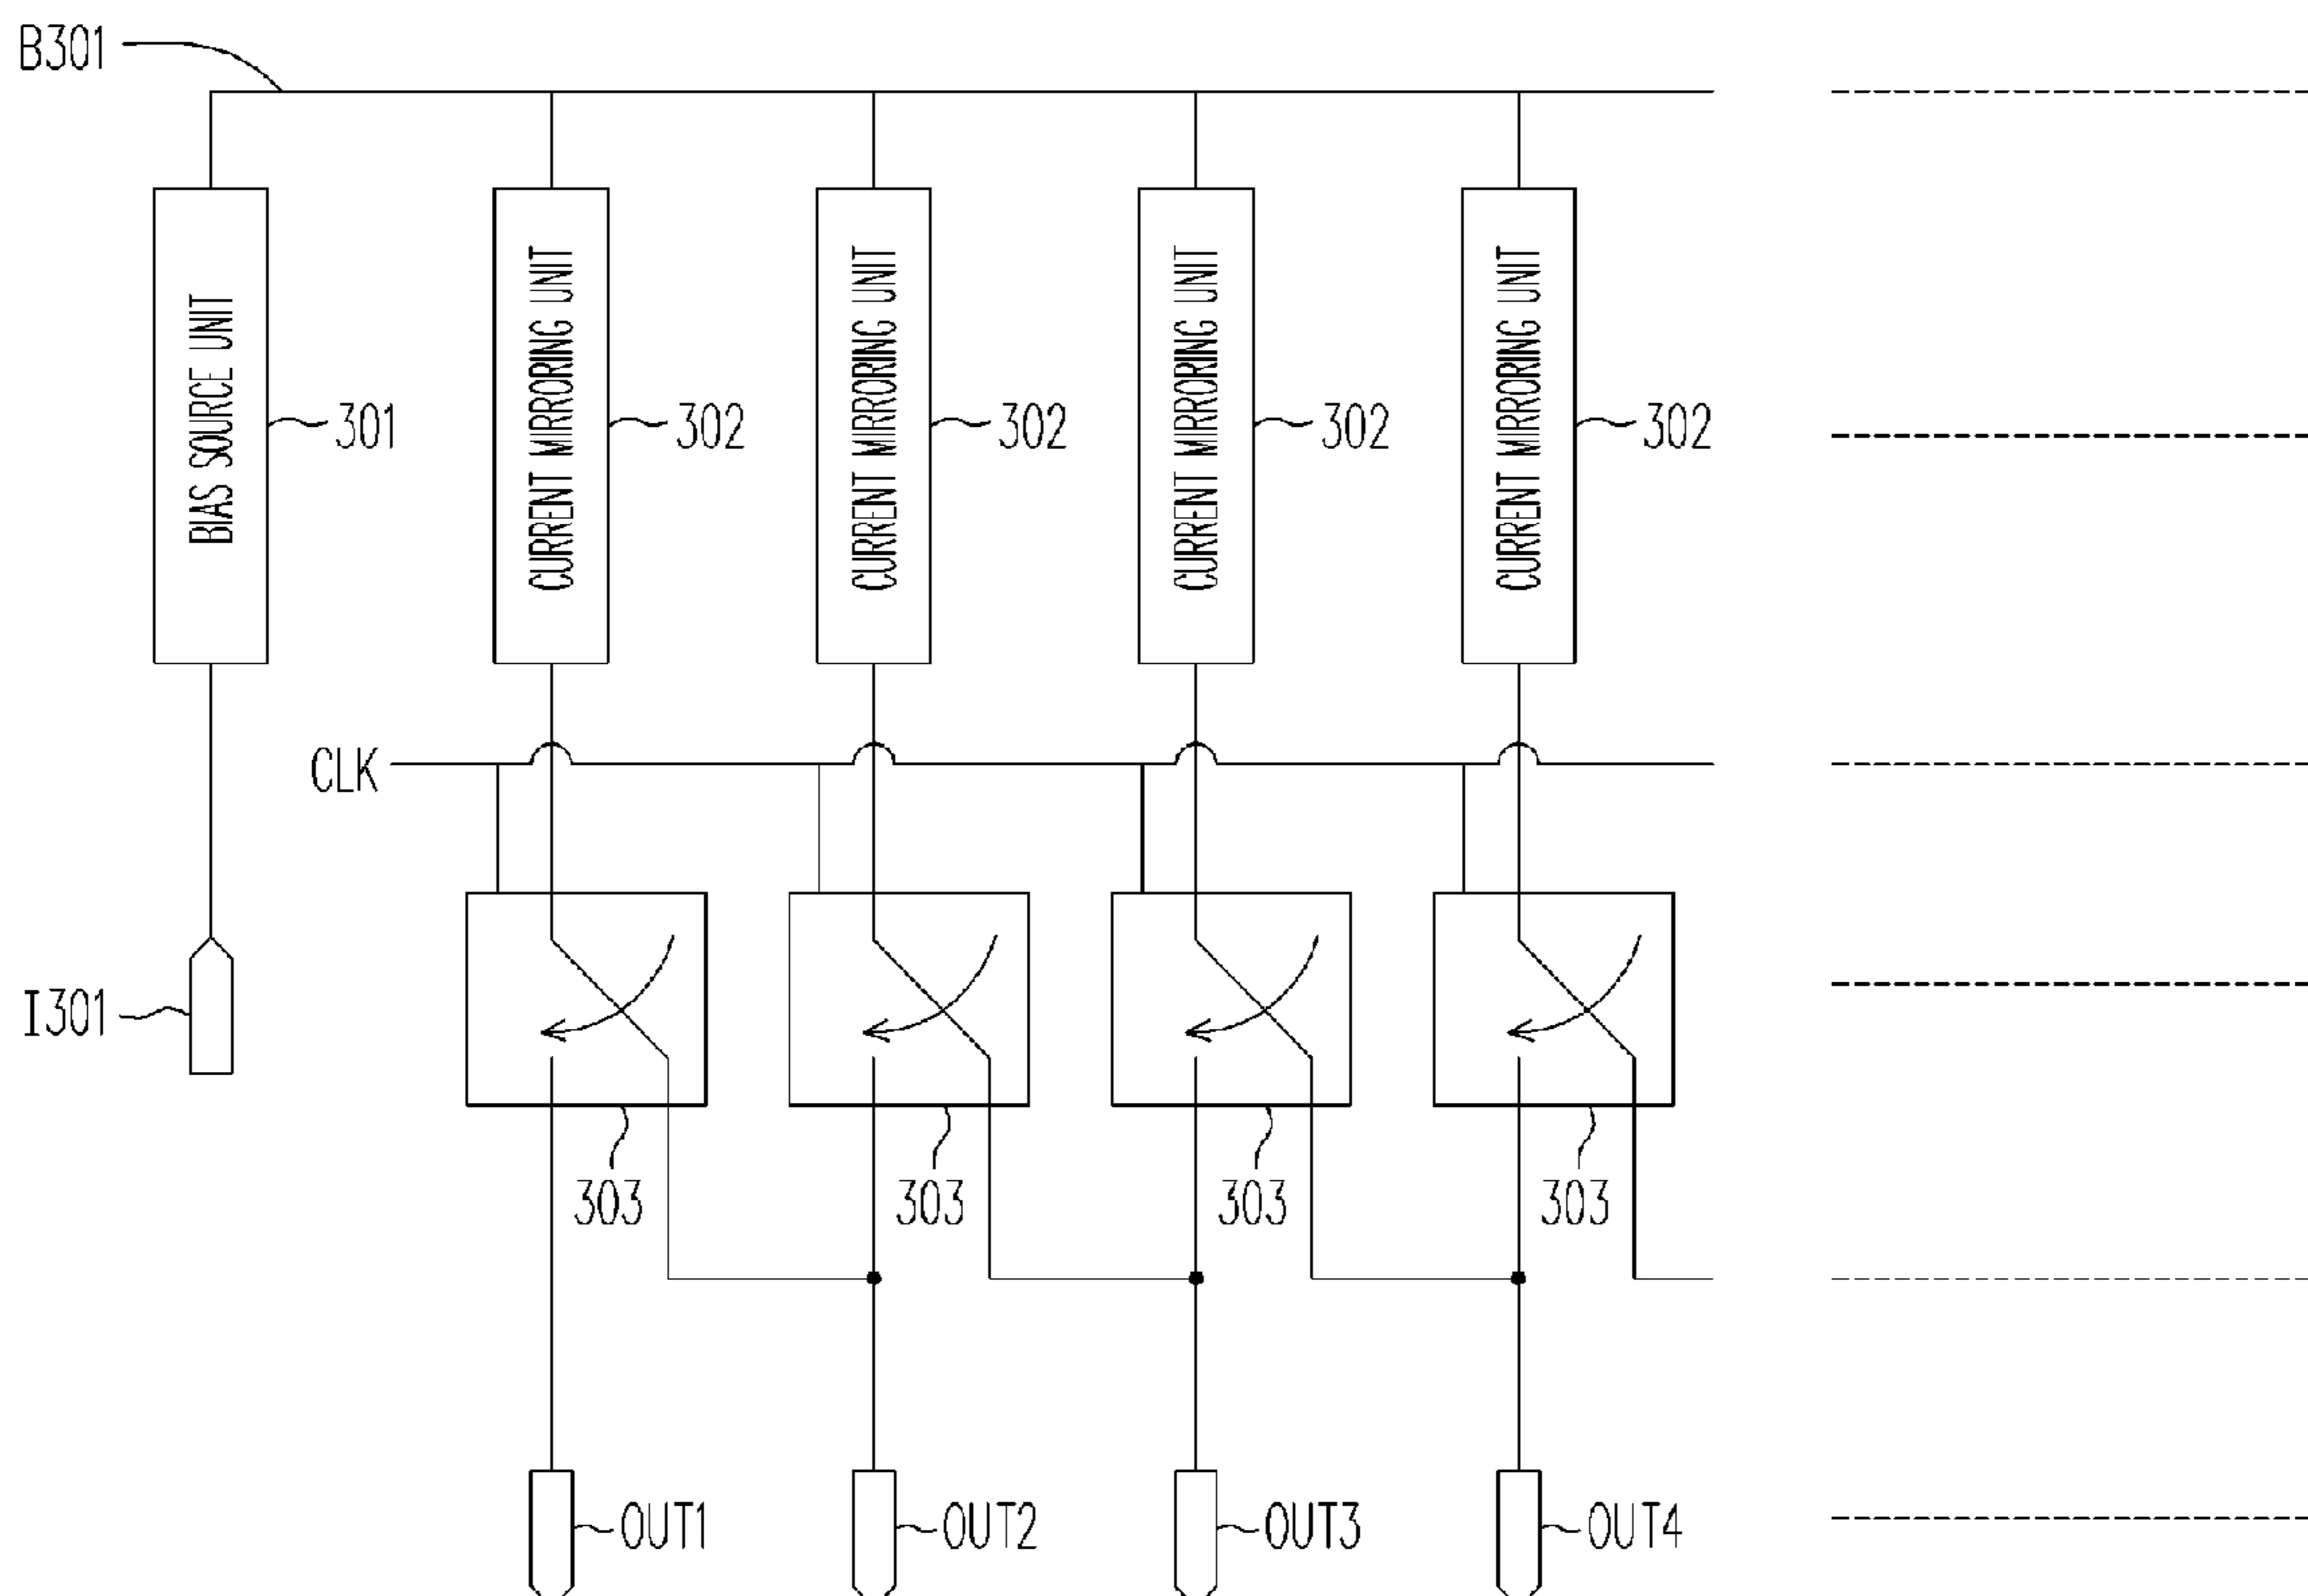 B301
BIAS SOURCE UNIT
301
CURRENT MIRRORING UNIT
302
CURRENT MIRRORING UNIT
302
CURRENT MIRRORING UNIT
302
CURRENT MIRRORING UNIT
302
CLK
I301
303
303
303
303
OUT1
OUT2
OUT3
OUT4